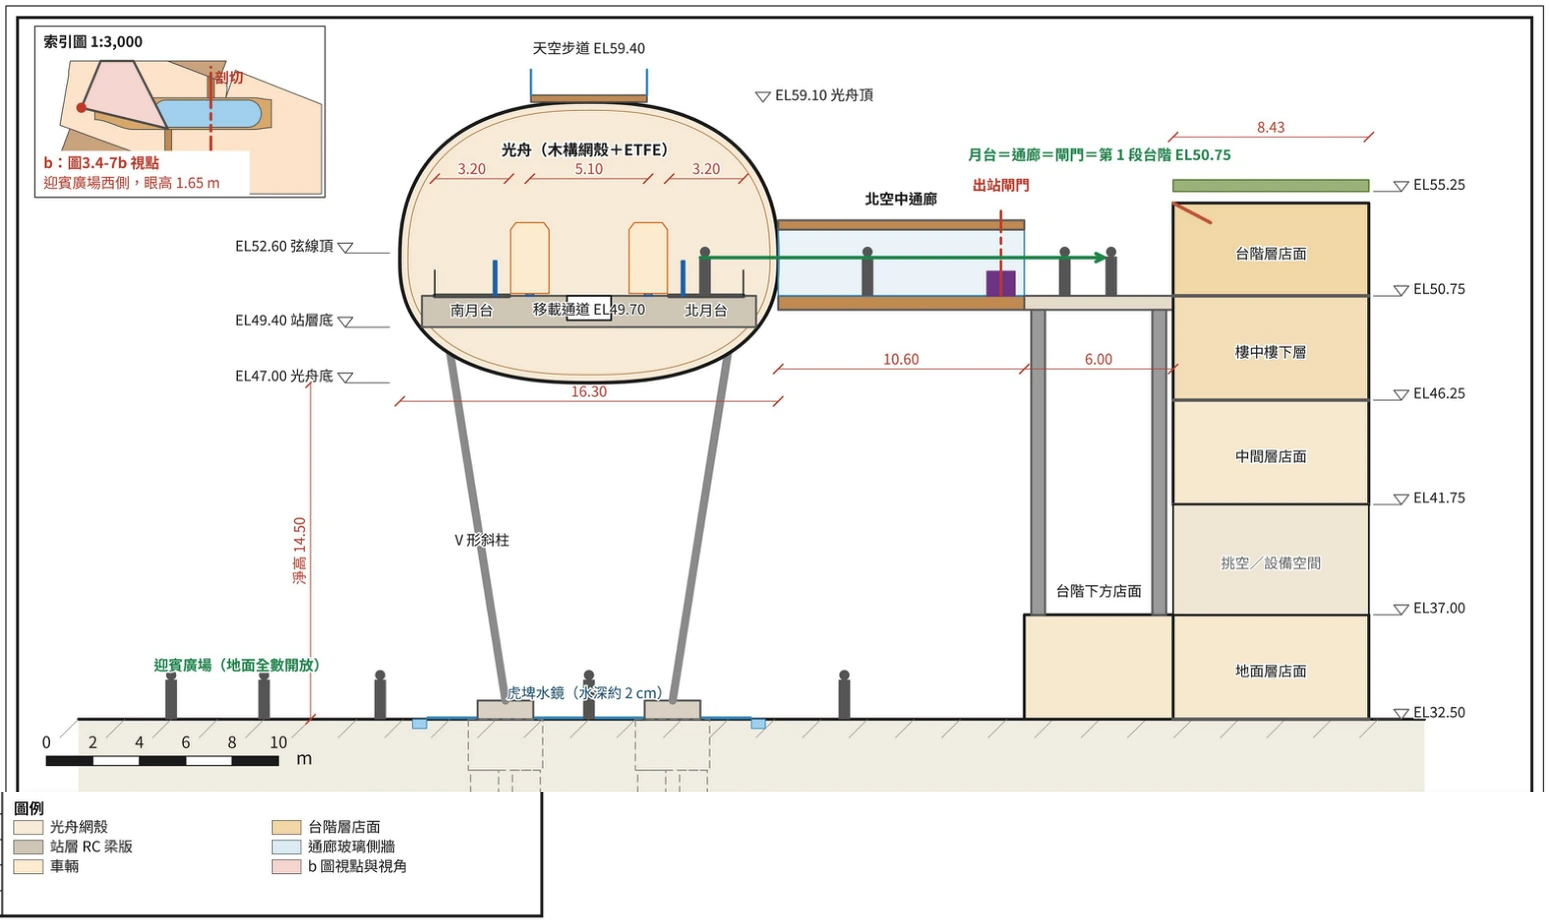 索引圖 1:3,000
剖切
b：圖3.4-7b 視點
迎賓廣場西側，眼高 1.65 m
天空步道 EL59.40
EL59.10 光舟頂
光舟（木構網殼＋ETFE）
3.20
5.10
3.20
8.43
月台＝通廊＝閘門＝第 1 段台階 EL50.75
出站閘門
北空中通廊
EL55.25
EL52.60 弦線頂
台階層店面
EL50.75
南月台
移載通道 EL49.70
北月台
EL49.40 站層底
樓中樓下層
10.60
6.00
EL47.00 光舟底
16.30
EL46.25
中間層店面
EL41.75
淨高 14.50
V 形斜柱
挑空／設備空間
台階下方店面
EL37.00
迎賓廣場（地面全數開放）
虎埤水鏡（水深約 2 cm）
地面層店面
EL32.50
0 2 4 6 8 10 m
圖例
光舟網殼
台階層店面
站層 RC 梁版
通廊玻璃側牆
車輛
b 圖視點與視角